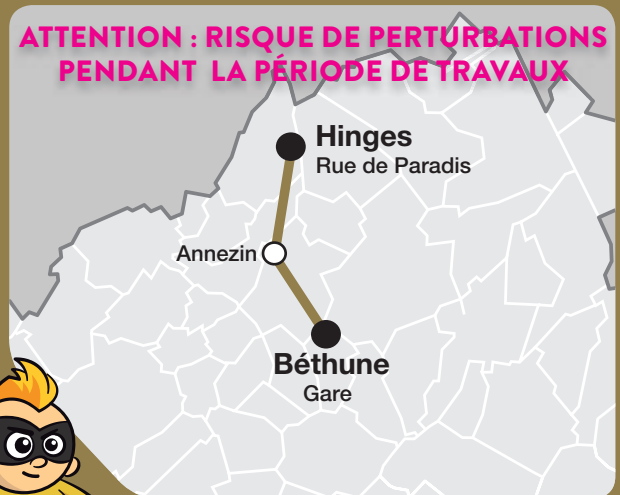 ATTENTION : RISQUE DE PERTURBATIONS
PENDANT LA PÉRIODE DE TRAVAUX
Hinges
Rue de Paradis
Annezin
Béthune
Gare